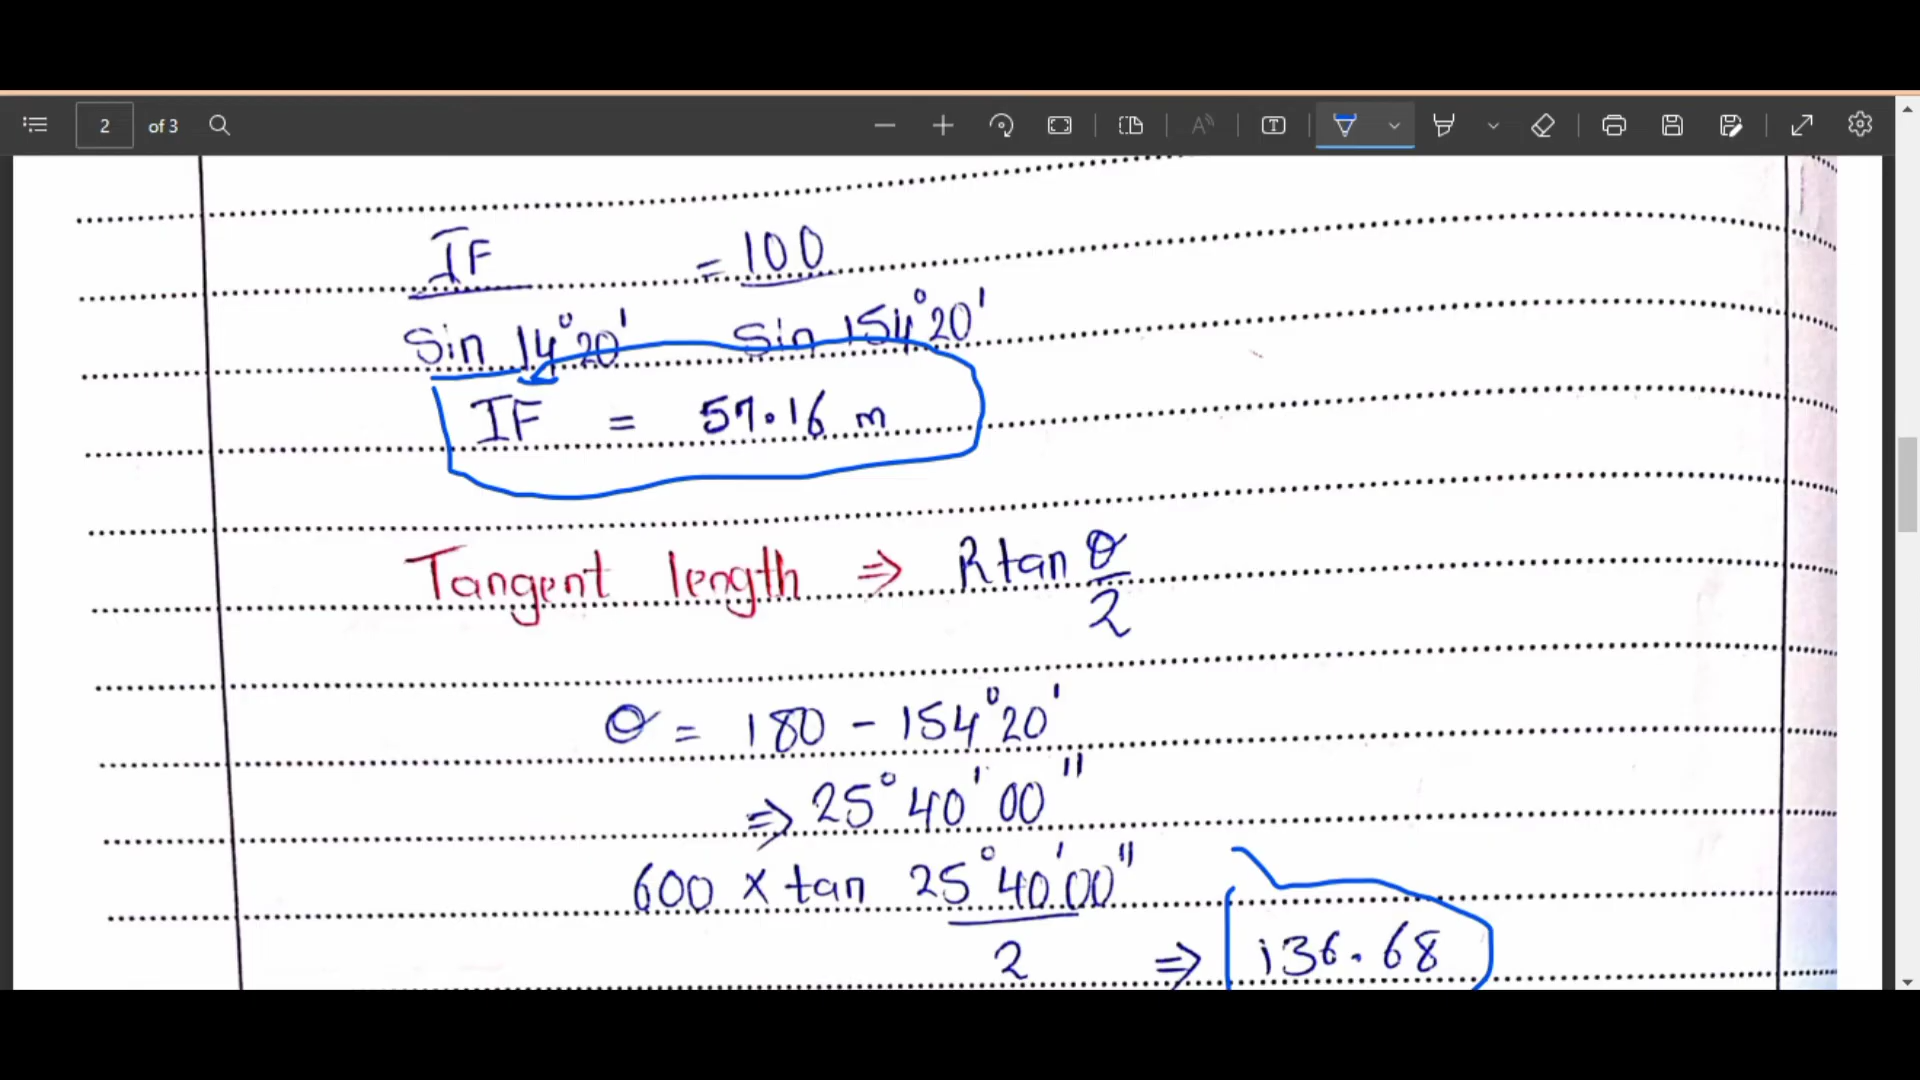 2 of 3
IF = 100
Sin 14°20' Sin 154°20'
IF = 57.16 m
Tangent length ⇒ R tan θ/2
θ = 180 - 154°20'
⇒ 25°40'00"
600 x tan 25°40'00"
2 ⇒ 136.68